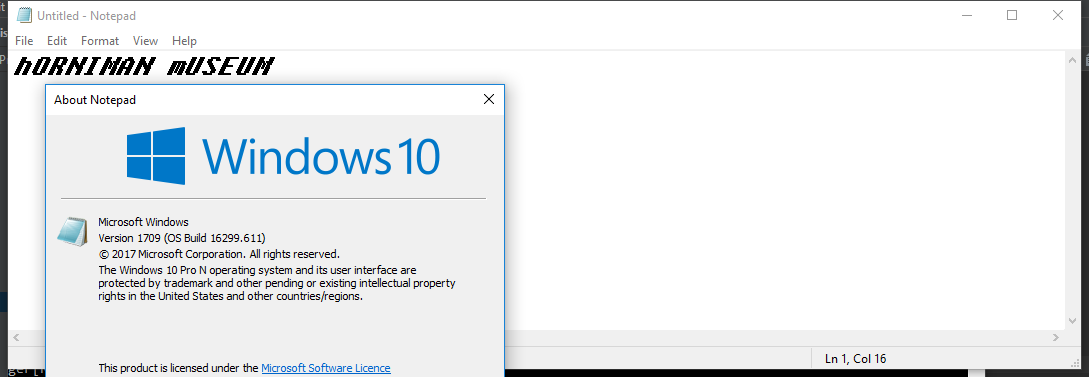 Untitled - Notepad
File Edit Format View Help
hORNIMAN mUSEUM
About Notepad
Windows 10
Microsoft Windows
Version 1709 (OS Build 16299.611)
© 2017 Microsoft Corporation. All rights reserved.
The Windows 10 Pro N operating system and its user interface are
protected by trademark and other pending or existing intellectual property
rights in the United States and other countries/regions.
This product is licensed under the Microsoft Software Licence
Ln 1, Col 16